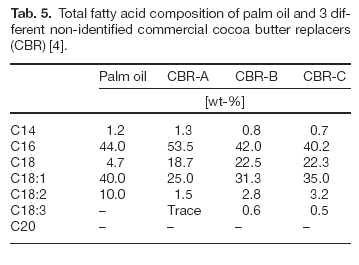 Tab. 5. Total fatty acid composition of palm oil and 3 dif-
ferent non-identified commercial cocoa butter replacers
(CBR) [4].
Palm oil CBR-A CBR-B CBR-C
[wt-%]
C14 1.2 1.3 0.8 0.7
C16 44.0 53.5 42.0 40.2
C18 4.7 18.7 22.5 22.3
C18:1 40.0 25.0 31.3 35.0
C18:2 10.0 1.5 2.8 3.2
C18:3 – Trace 0.6 0.5
C20 – – – –